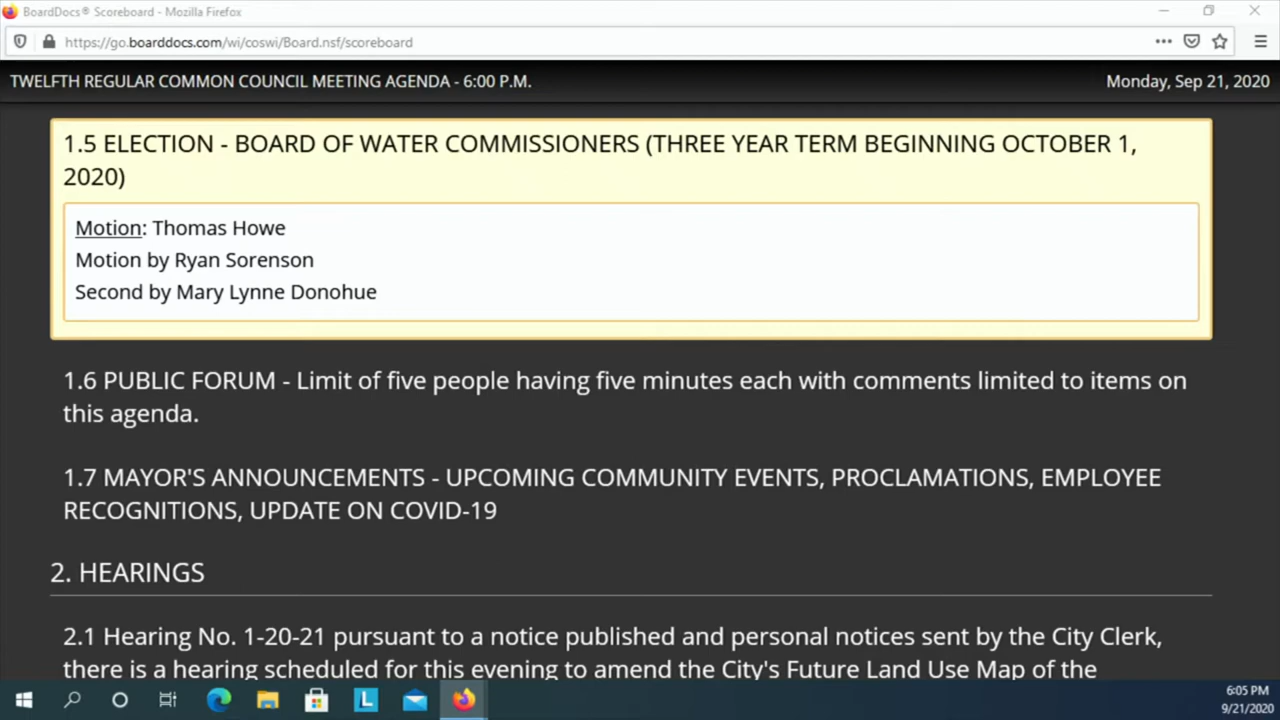 BoardDocs® Scoreboard - Mozilla Firefox
https://go.boarddocs.com/wi/coswi/Board.nsf/scoreboard
TWELFTH REGULAR COMMON COUNCIL MEETING AGENDA - 6:00 P.M. Monday, Sep 21, 2020
1.5 ELECTION - BOARD OF WATER COMMISSIONERS (THREE YEAR TERM BEGINNING OCTOBER 1,
2020)
Motion: Thomas Howe
Motion by Ryan Sorenson
Second by Mary Lynne Donohue
1.6 PUBLIC FORUM - Limit of five people having five minutes each with comments limited to items on
this agenda.
1.7 MAYOR'S ANNOUNCEMENTS - UPCOMING COMMUNITY EVENTS, PROCLAMATIONS, EMPLOYEE
RECOGNITIONS, UPDATE ON COVID-19
2. HEARINGS
2.1 Hearing No. 1-20-21 pursuant to a notice published and personal notices sent by the City Clerk,
there is a hearing scheduled for this evening to amend the City's Future Land Use Map of the
L
6:05 PM
9/21/2020